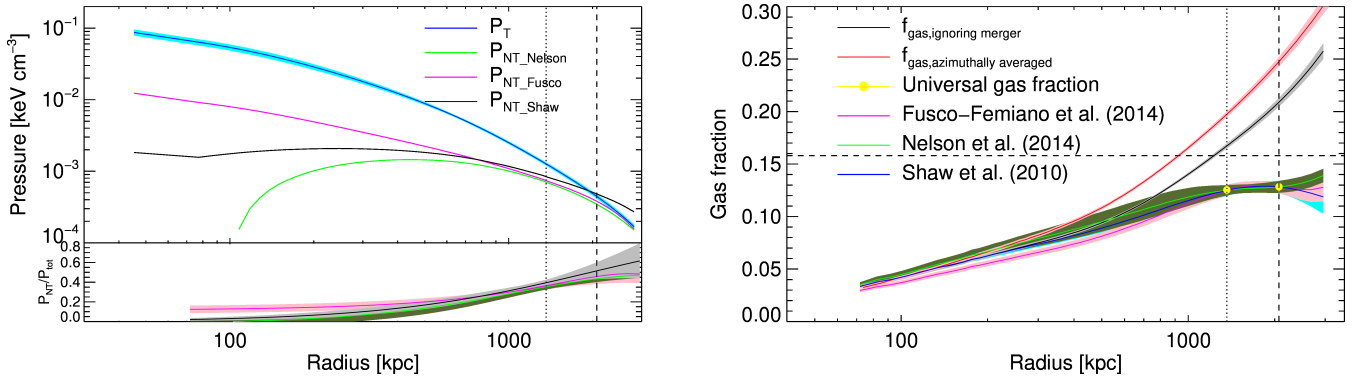 10⁻¹
10⁻²
10⁻³
10⁻⁴
Pressure [keV cm⁻³]
P_T
P_NT_Nelson
P_NT_Fusco
P_NT_Shaw
0.8
0.6
0.4
0.2
0.0
P_NT/P_tot
100
1000
Radius [kpc]
0.30
0.25
0.20
0.15
0.10
0.05
0.00
Gas fraction
f_gas,ignoring merger
f_gas,azimuthally averaged
Universal gas fraction
Fusco−Femiano et al. (2014)
Nelson et al. (2014)
Shaw et al. (2010)
100
1000
Radius [kpc]